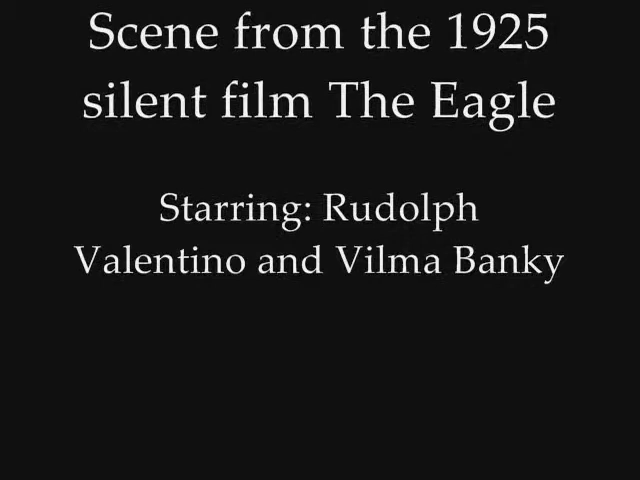 Scene from the 1925
silent film The Eagle
Starring: Rudolph
Valentino and Vilma Banky